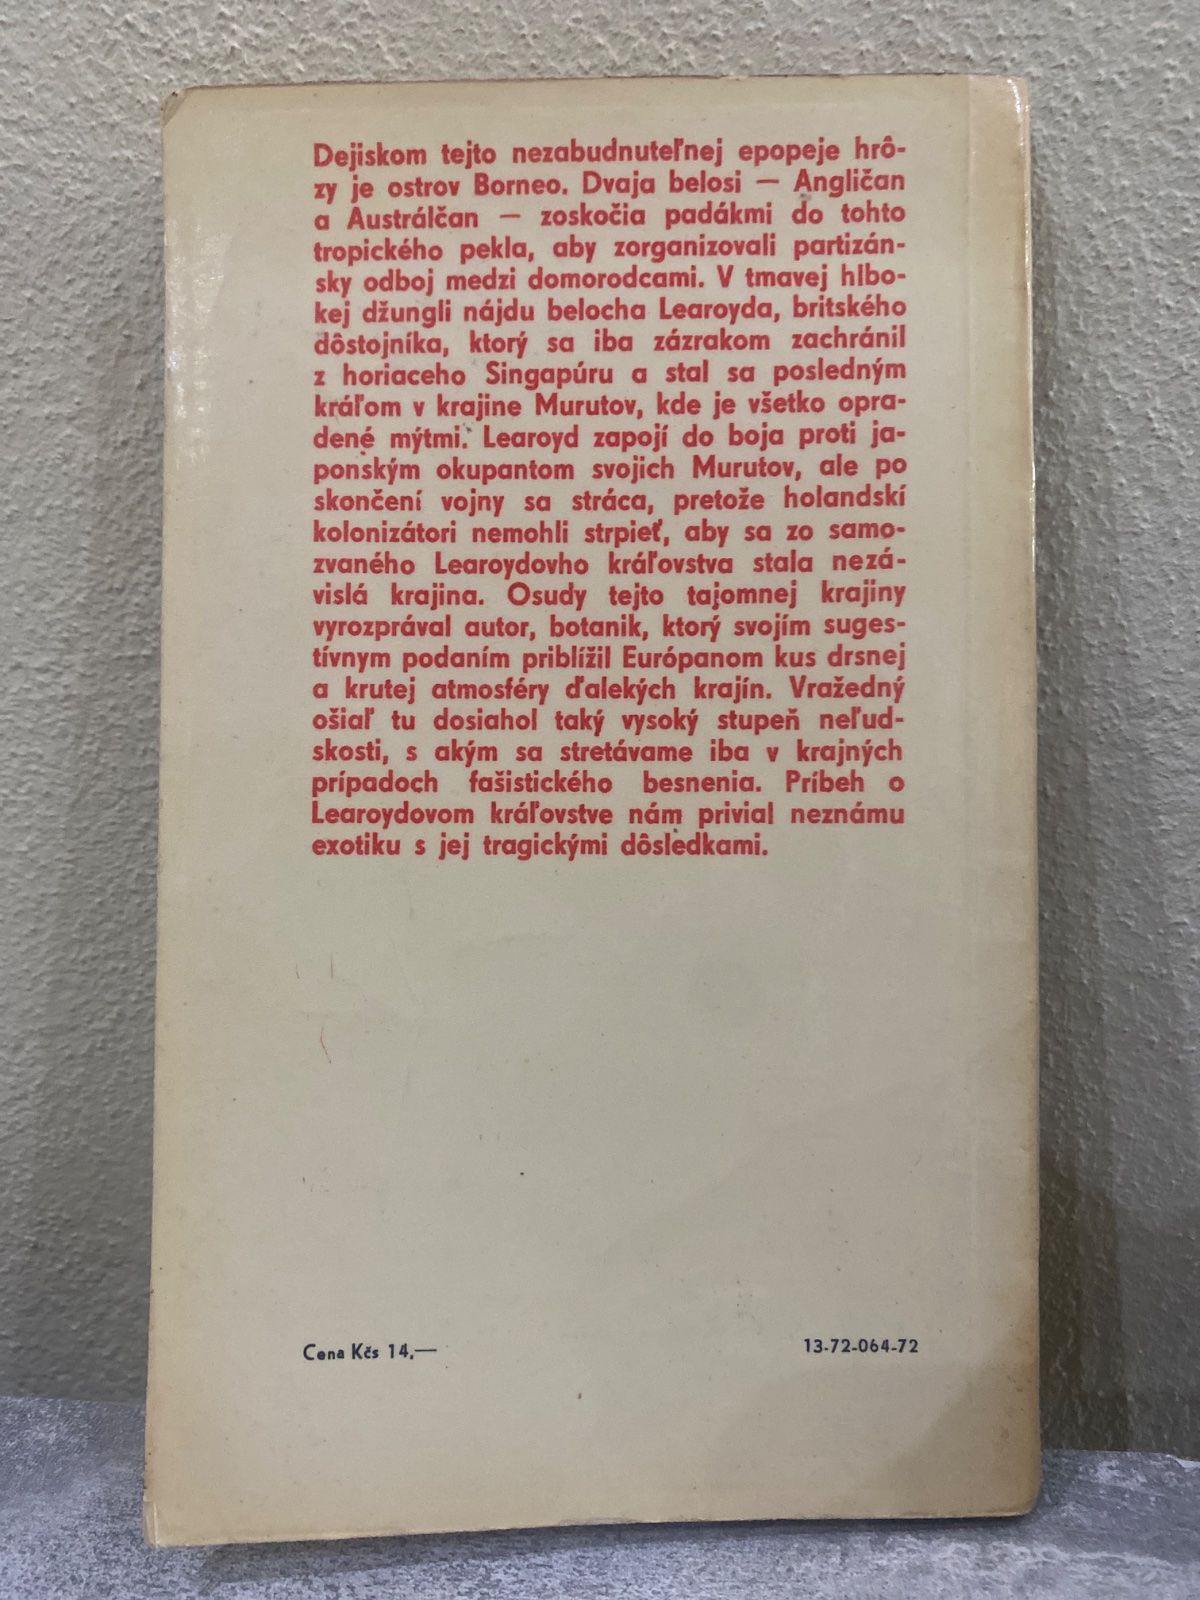 Dejiskom tejto nezabudnuteľnej epopeje hrô-
zy je ostrov Borneo. Dvaja belosi — Angličan
a Austrálčan — zoskočia padákmi do tohto
tropického pekla, aby zorganizovali partizán-
sky odboj medzi domorodcami. V tmavej hlbo-
kej džungli nájdu belocha Learoyda, britského
dôstojníka, ktorý sa iba zázrakom zachránil
z horiaceho Singapúru a stal sa posledným
kráľom v krajine Murutov, kde je všetko opra-
dené mýtmi. Learoyd zapojí do boja proti ja-
ponským okupantom svojich Murutov, ale po
skončení vojny sa stráca, pretože holandskí
kolonizátori nemohli strpieť, aby sa zo samo-
zvaného Learoydovho kráľovstva stala nezá-
vislá krajina. Osudy tejto tajomnej krajiny
vyrozprával autor, botanik, ktorý svojím suges-
tívnym podaním priblížil Európanom kus drsnej
a krutej atmosféry ďalekých krajín. Vražedný
ošiaľ tu dosiahol taký vysoký stupeň neľud-
skosti, s akým sa stretávame iba v krajných
prípadoch fašistického besnenia. Príbeh o
Learoydovom kráľovstve nám privial neznámu
exotiku s jej tragickými dôsledkami.
Cena Kčs 14,—
13-72-064-72